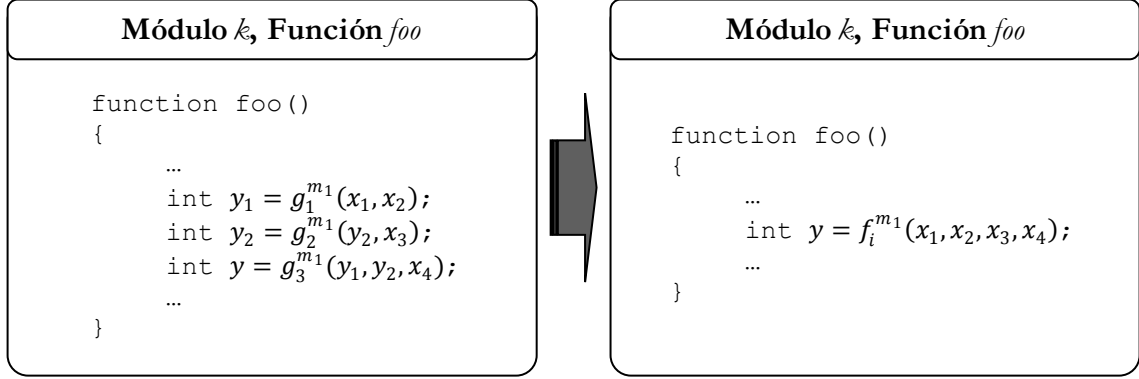 Módulo k, Función foo
function foo()
{
…
int y₁ = g₁^{m₁}(x₁, x₂);
int y₂ = g₂^{m₁}(y₂, x₃);
int y = g₃^{m₁}(y₁, y₂, x₄);
…
}
Módulo k, Función foo
function foo()
{
…
int y = fᵢ^{m₁}(x₁, x₂, x₃, x₄);
…
}